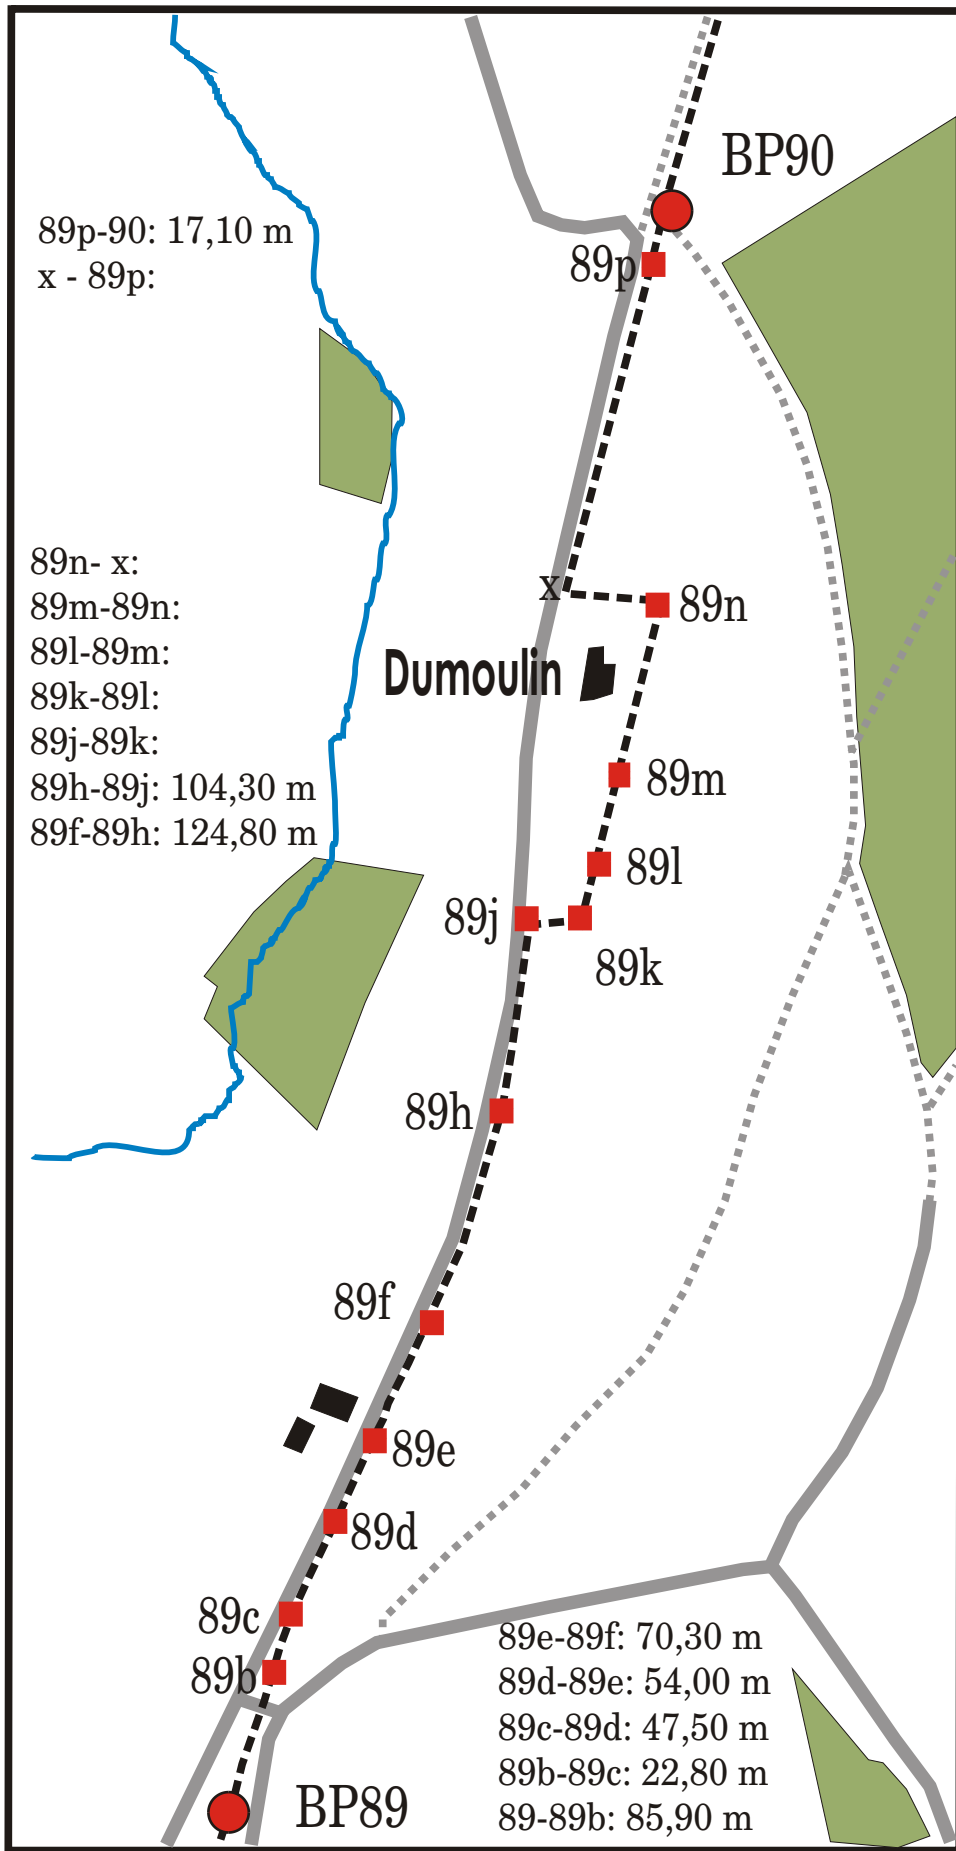 BP90
89p-90: 17,10 m
x - 89p:
89p
89n- x:
89m-89n:
89l-89m:
89k-89l:
89j-89k:
89h-89j: 104,30 m
89f-89h: 124,80 m
x
89n
Dumoulin
89m
89l
89j
89k
89h
89f
89e
89d
89c
89b
89e-89f: 70,30 m
89d-89e: 54,00 m
89c-89d: 47,50 m
89b-89c: 22,80 m
89-89b: 85,90 m
BP89